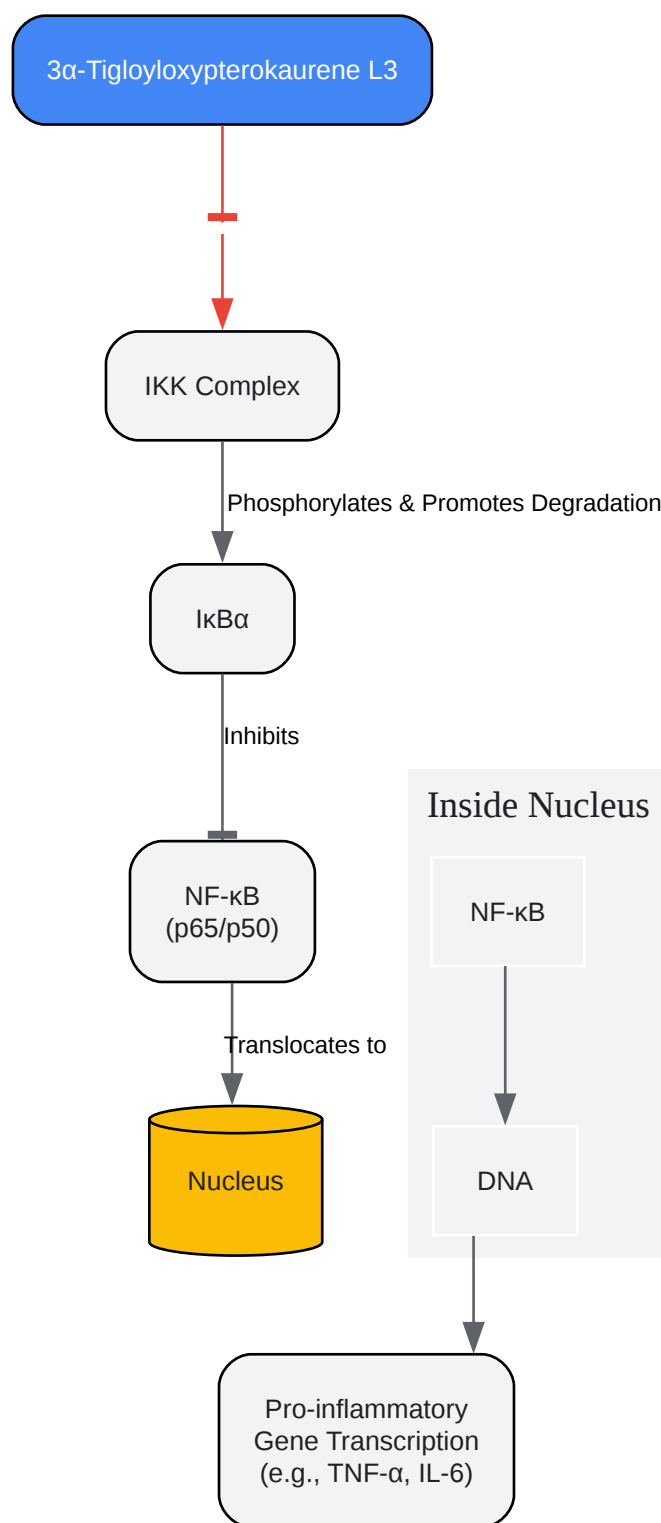 3α-Tigloyloxypterokaurene L3
IKK Complex
Phosphorylates & Promotes Degradation
IκBα
Inhibits
NF-κB
(p65/p50)
Translocates to
Nucleus
Inside Nucleus
NF-κB
DNA
Pro-inflammatory
Gene Transcription
(e.g., TNF-α, IL-6)